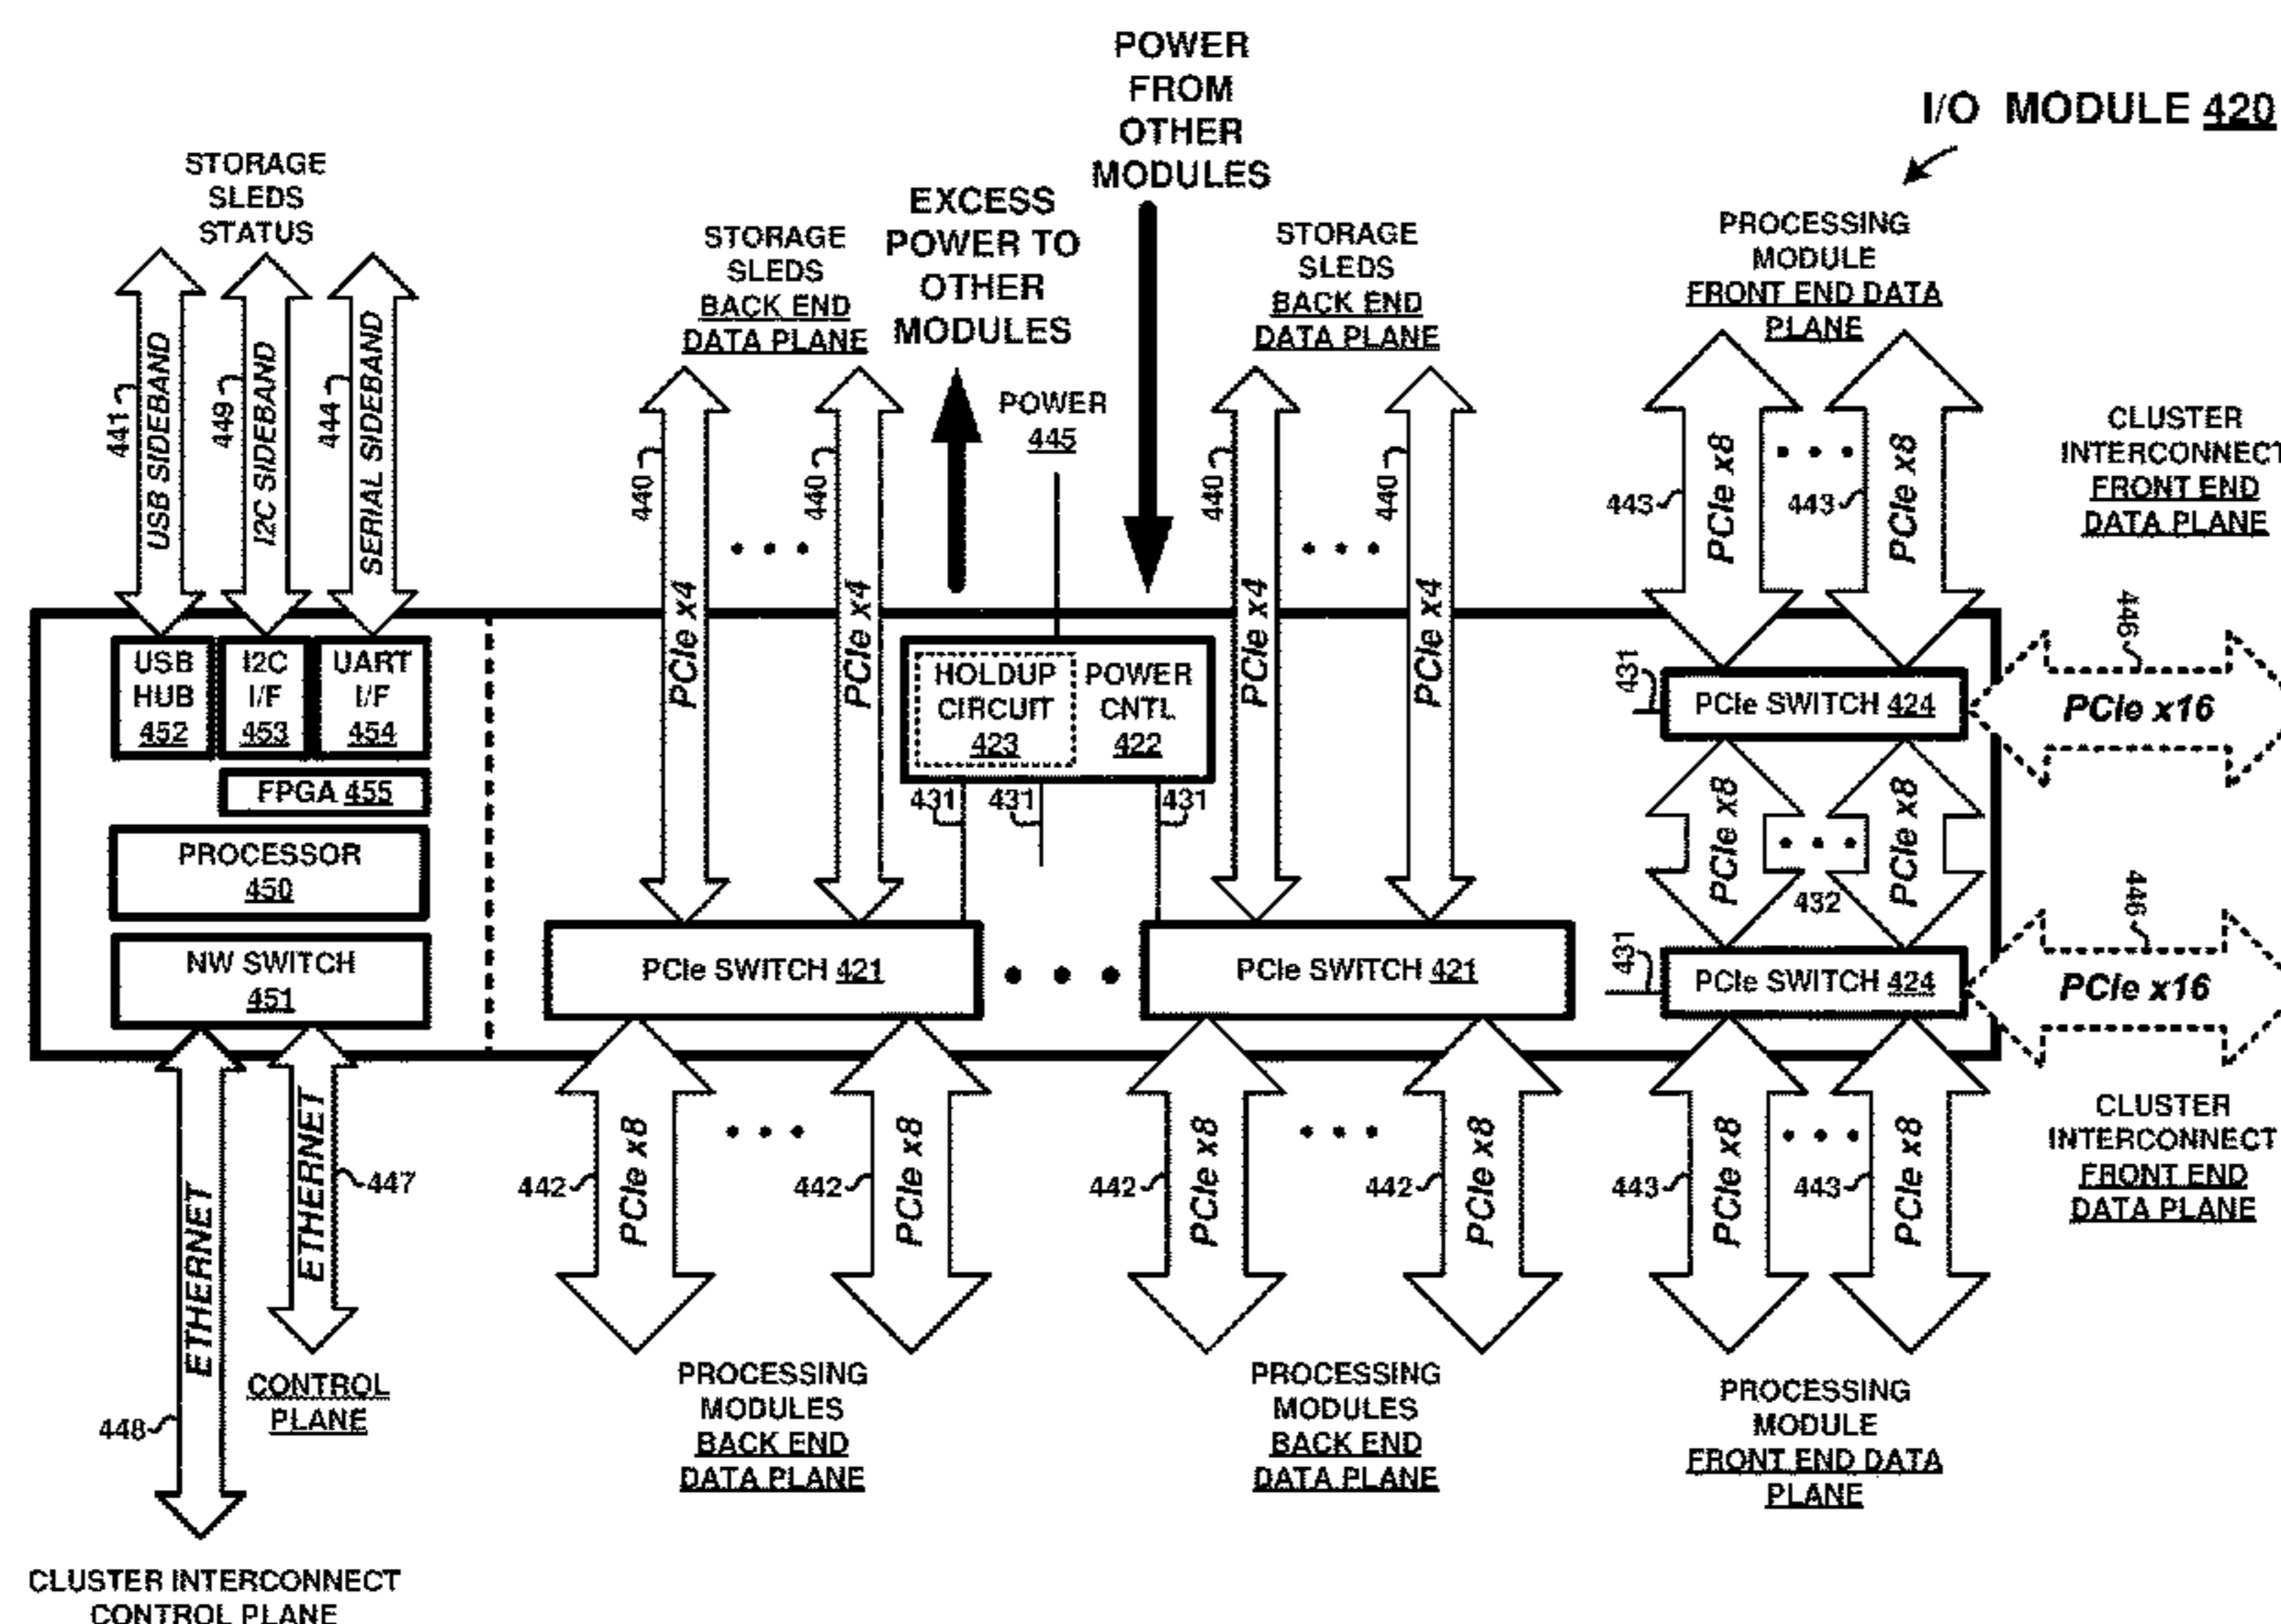 POWER
FROM
OTHER
MODULES
I/O MODULE 420
STORAGE
SLEDS
STATUS
STORAGE
SLEDS
BACK END
DATA PLANE
EXCESS
POWER TO
OTHER
MODULES
STORAGE
SLEDS
BACK END
DATA PLANE
PROCESSING
MODULE
FRONT END DATA
PLANE
CLUSTER
INTERCONNECT
FRONT END
DATA PLANE
441
USB SIDEBAND
449
I2C SIDEBAND
444
SERIAL SIDEBAND
440
PCIe x4
440
PCIe x4
POWER
445
440
PCIe x4
440
PCIe x4
443
PCIe x8
443
PCIe x8
USB
HUB
452
I2C
I/F
453
UART
I/F
454
HOLDUP
CIRCUIT
423
POWER
CNTL
422
431
PCIe SWITCH 424
446
PCIe x16
FPGA 455
431
431
431
PCIe x8
432
PCIe x8
PROCESSOR
450
NW SWITCH
451
PCIe SWITCH 421
PCIe SWITCH 421
431
PCIe SWITCH 424
446
PCIe x16
ETHERNET
448
ETHERNET
447
442
PCIe x8
442
PCIe x8
442
PCIe x8
442
PCIe x8
443
PCIe x8
443
PCIe x8
CLUSTER
INTERCONNECT
FRONT END
DATA PLANE
CONTROL
PLANE
PROCESSING
MODULES
BACK END
DATA PLANE
PROCESSING
MODULES
BACK END
DATA PLANE
PROCESSING
MODULE
FRONT END DATA
PLANE
CLUSTER INTERCONNECT
CONTROL PLANE